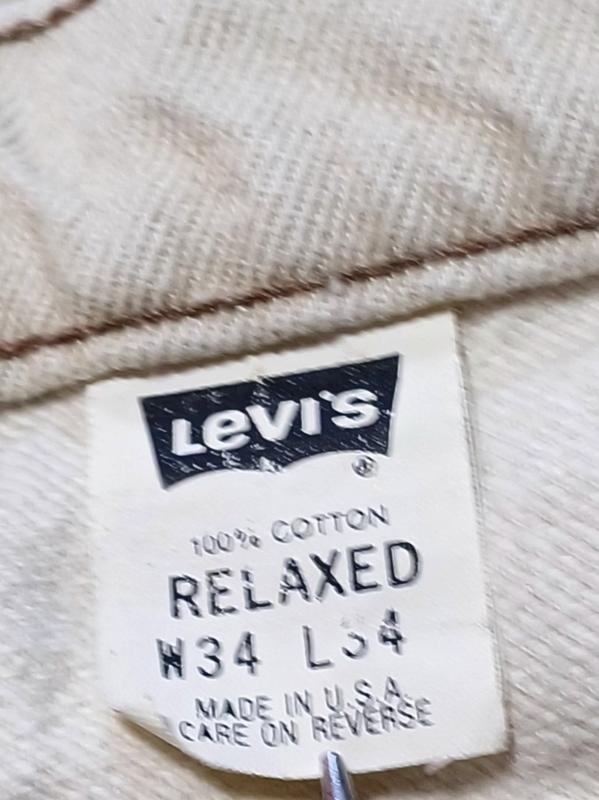 Levi's
®
100% COTTON
RELAXED
W34 L34
MADE IN U.S.A.
CARE ON REVERSE